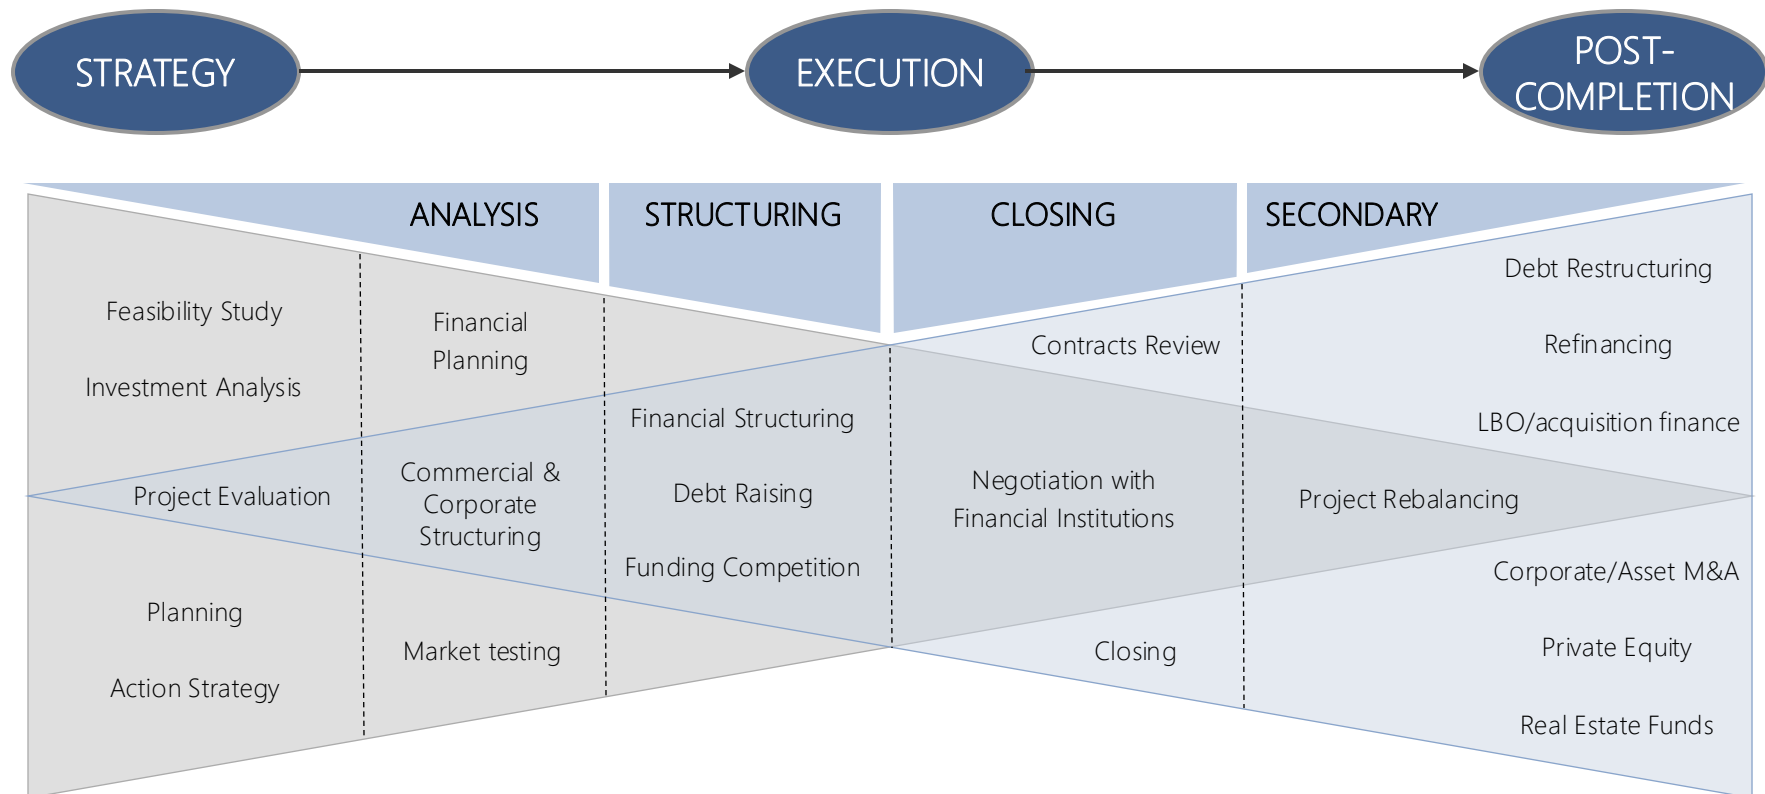 STRATEGY
EXECUTION
POST-
COMPLETION
ANALYSIS
STRUCTURING
CLOSING
SECONDARY
Feasibility Study
Investment Analysis
Project Evaluation
Planning
Action Strategy
Financial
Planning
Commercial &
Corporate
Structuring
Market testing
Financial Structuring
Debt Raising
Funding Competition
Contracts Review
Negotiation with
Financial Institutions
Closing
Project Rebalancing
Debt Restructuring
Refinancing
LBO/acquisition finance
Corporate/Asset M&A
Private Equity
Real Estate Funds